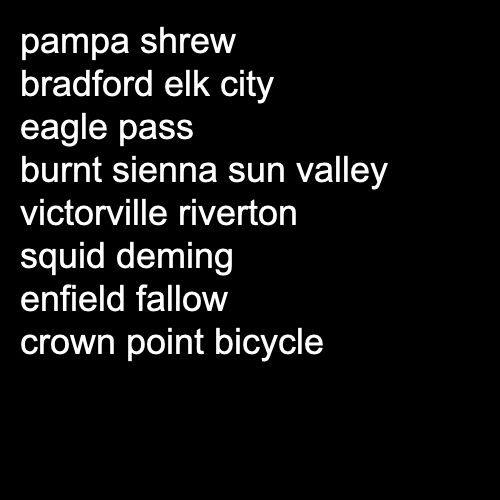 pampa shrew
bradford elk city
eagle pass
burnt sienna sun valley
victorville riverton
squid deming
enfield fallow
crown point bicycle